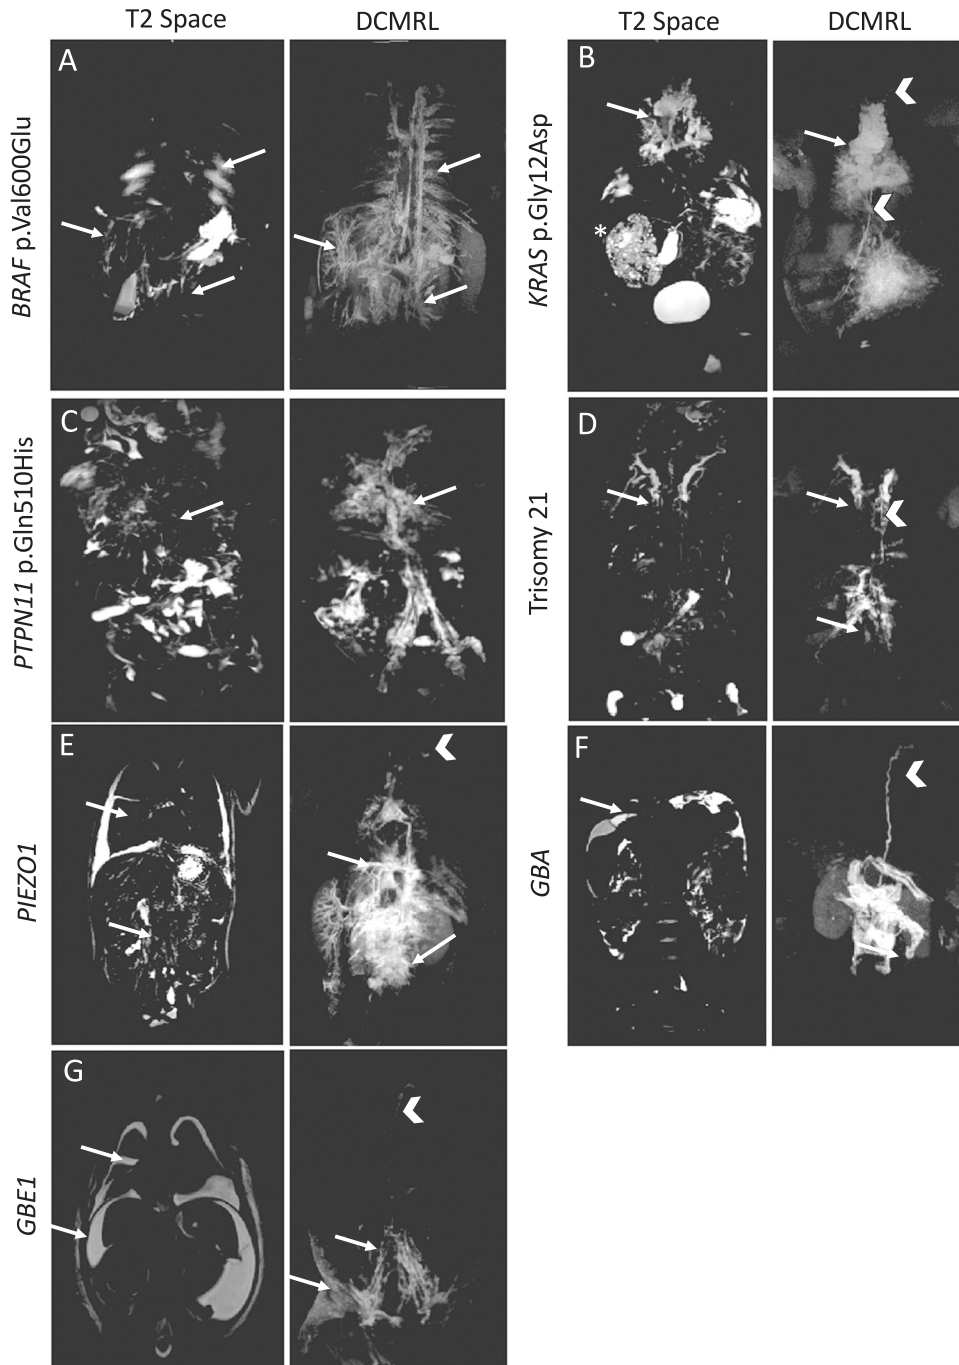 T2 Space DCMRL T2 Space DCMRL
A
BRAF p.Val600Glu
B
KRAS p.Gly12Asp
*
C
PTPN11 p.Gln510His
D
Trisomy 21
E
PIEZO1
F
GBA
G
GBE1